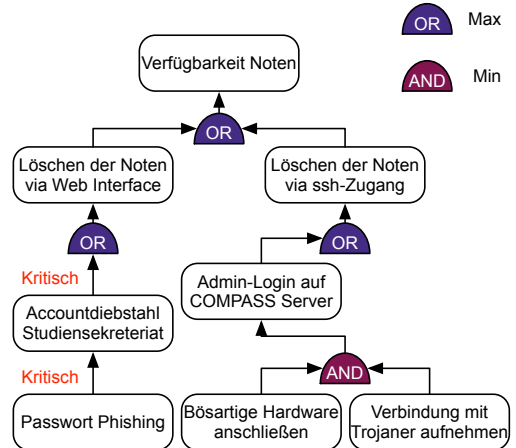 OR Max
Verfügbarkeit Noten
AND Min
OR
Löschen der Noten
via Web Interface
Löschen der Noten
via ssh-Zugang
OR
OR
Kritisch
Admin-Login auf
COMPASS Server
Accountdiebstahl
Studiensekreteriat
Kritisch
AND
Passwort Phishing
Bösartige Hardware
anschließen
Verbindung mit
Trojaner aufnehmen